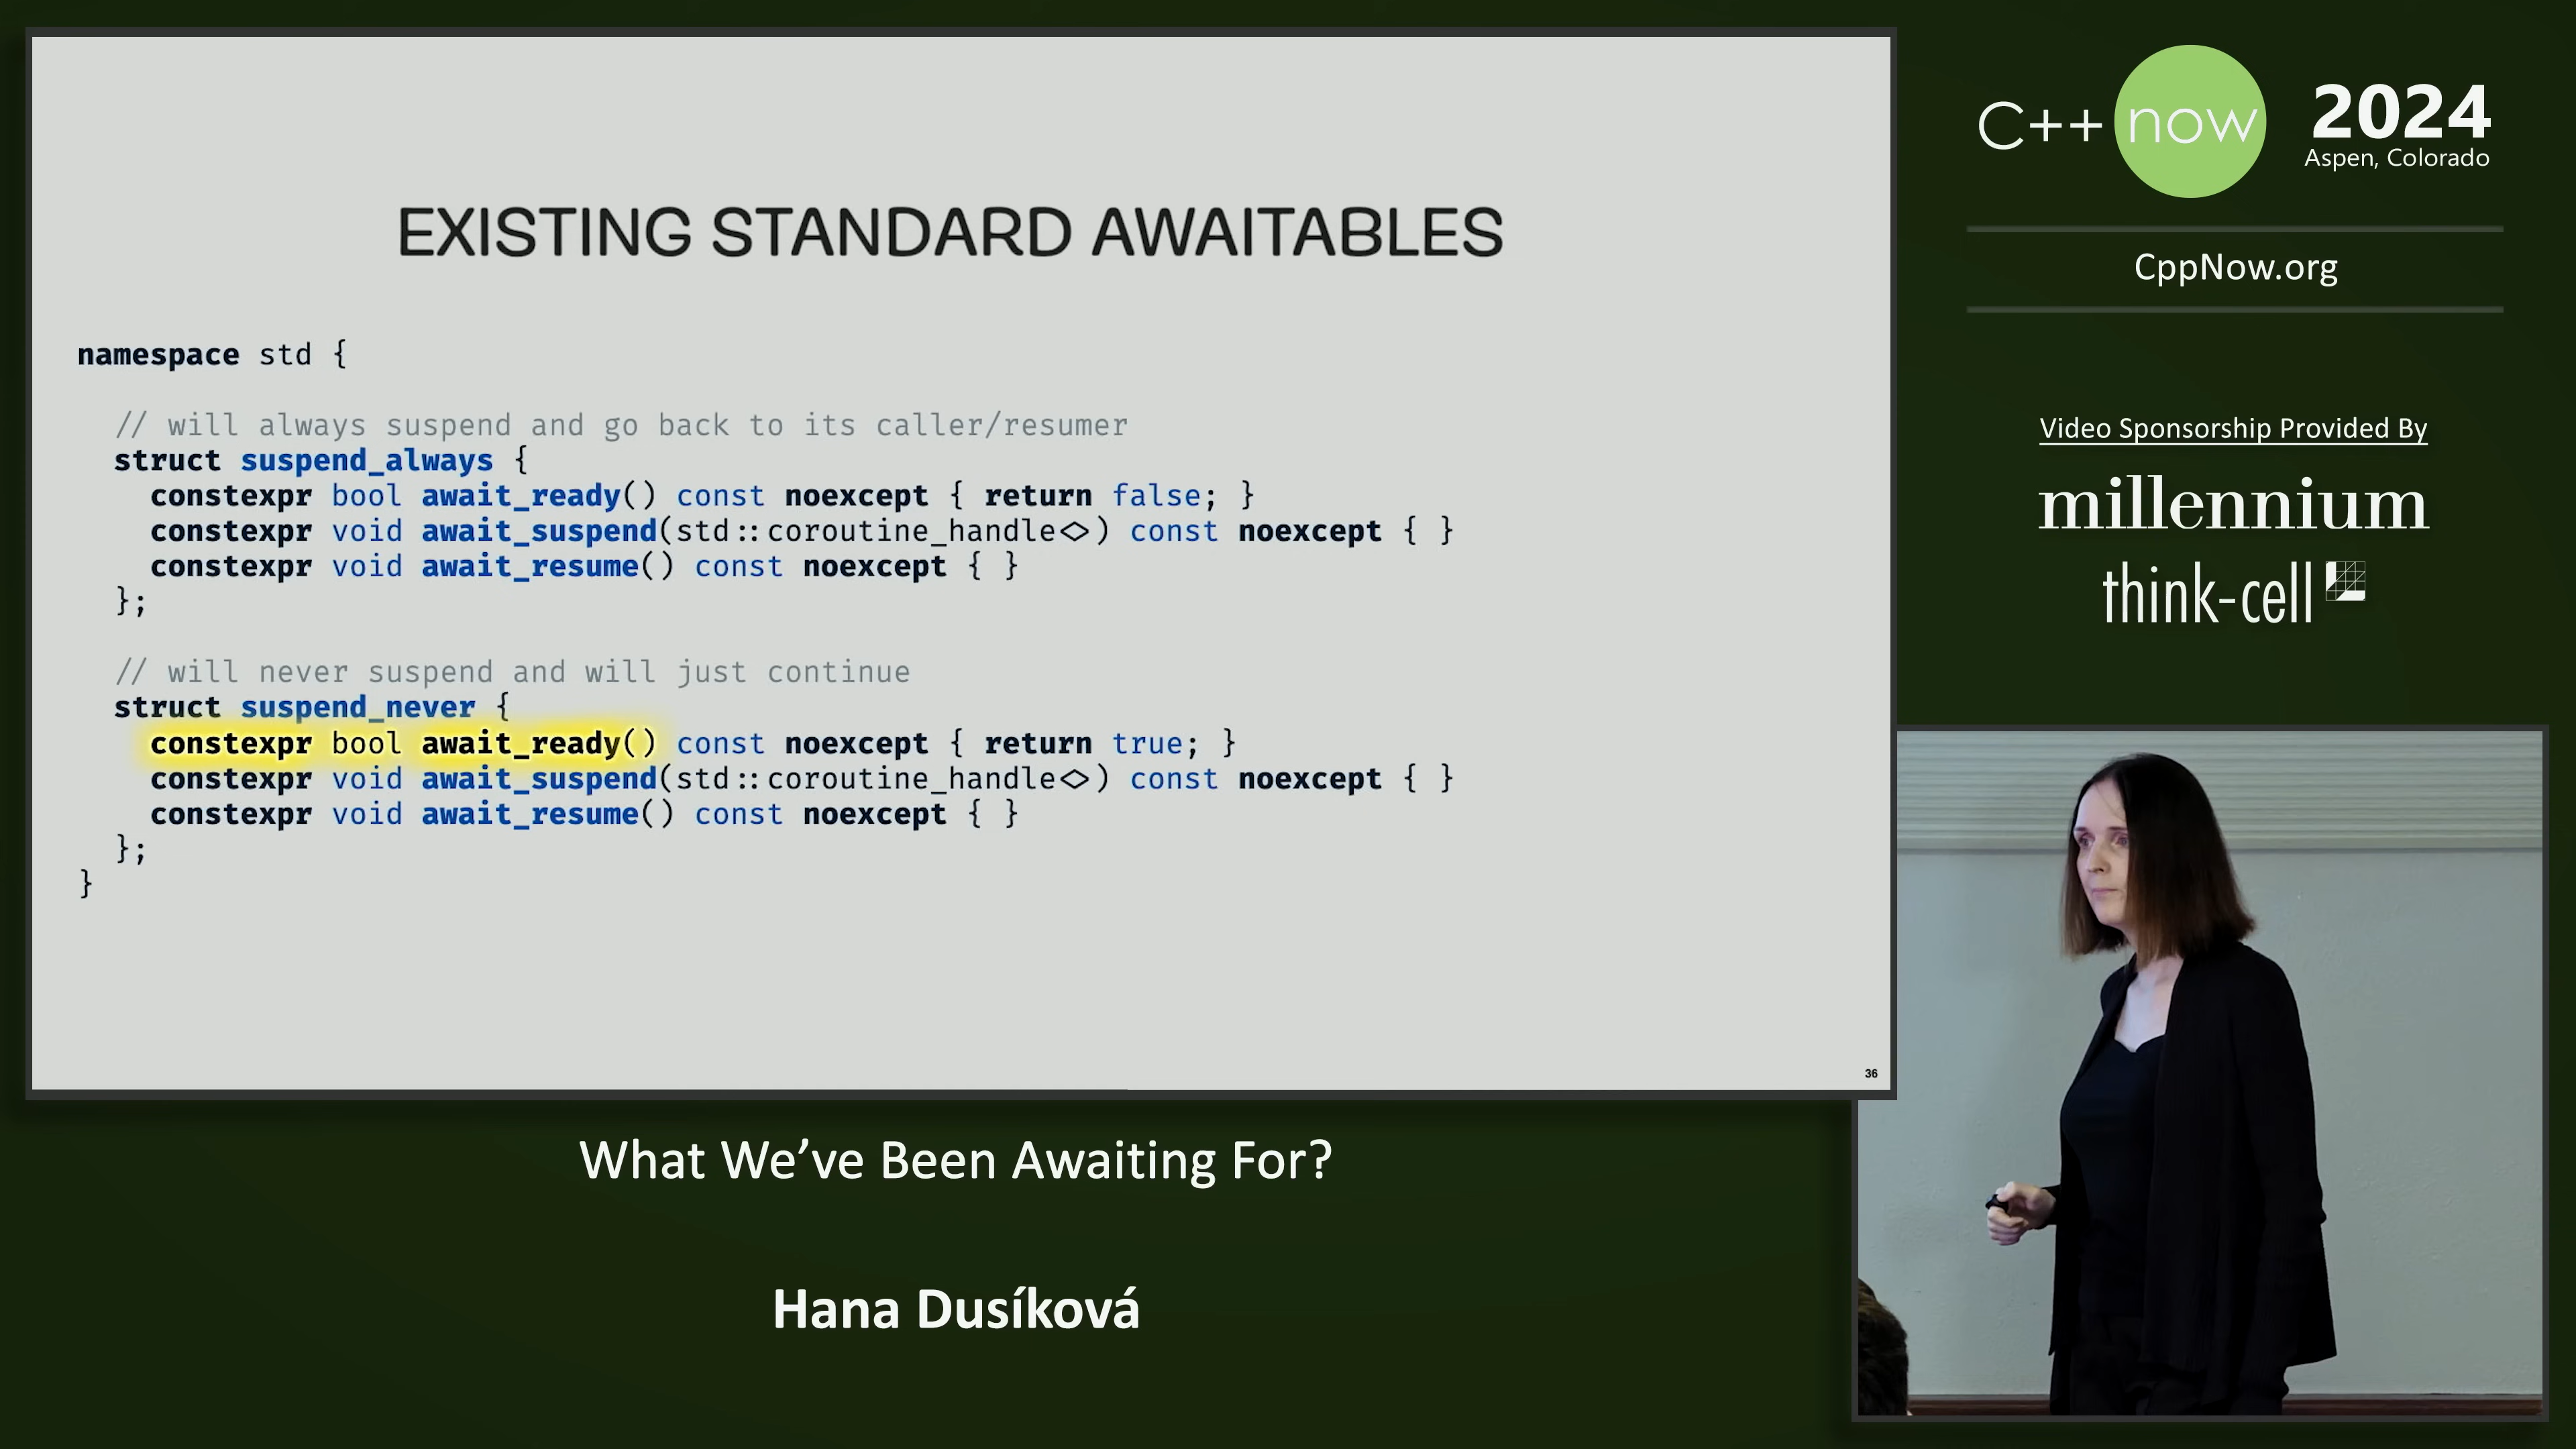 EXISTING STANDARD AWAITABLES
namespace std {
// will always suspend and go back to its caller/resumer
struct suspend_always {
constexpr bool await_ready() const noexcept { return false; }
constexpr void await_suspend(std::coroutine_handle<>) const noexcept { }
constexpr void await_resume() const noexcept { }
};
// will never suspend and will just continue
struct suspend_never {
constexpr bool await_ready() const noexcept { return true; }
constexpr void await_suspend(std::coroutine_handle<>) const noexcept { }
constexpr void await_resume() const noexcept { }
};
}
36
What We’ve Been Awaiting For?
Hana Dusíková
C++ now
2024
Aspen, Colorado
CppNow.org
Video Sponsorship Provided By
millennium
think-cell